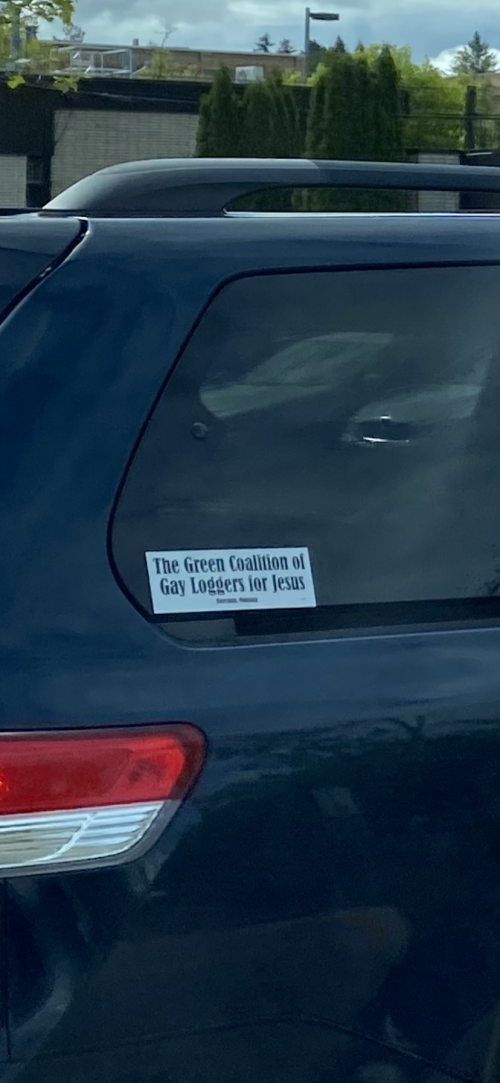 The Green Coalition of
Gay Loggers for Jesus